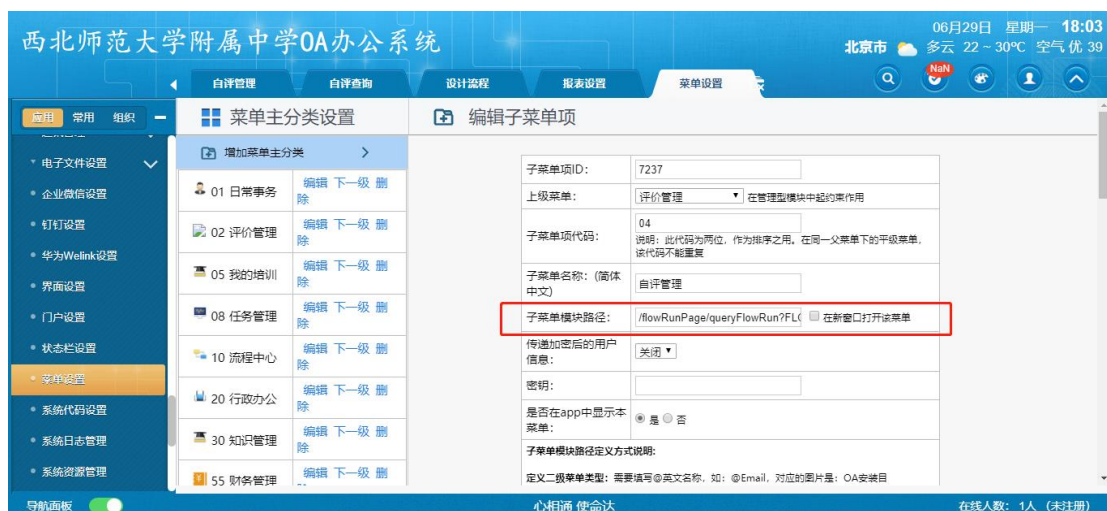 西北师范大学附属中学OA办公系统
06月29日 星期一 18:03
北京市 多云 22～30℃ 空气 优 39
自评管理 自评查询 设计流程 报表设置 菜单设置
NaN
应用 常用 组织
菜单主分类设置
编辑子菜单项
电子文件设置
企业微信设置
钉钉设置
华为Welink设置
界面设置
门户设置
状态栏设置
菜单设置
系统代码设置
系统日志管理
系统资源管理
增加菜单主分类
01 日常事务 编辑 下一级 删除
02 评价管理 编辑 下一级 删除
05 我的培训 编辑 下一级 删除
08 任务管理 编辑 下一级 删除
10 流程中心 编辑 下一级 删除
20 行政办公 编辑 下一级 删除
30 知识管理 编辑 下一级 删除
55 财务管理 编辑 下一级 删
子菜单项ID： 7237
上级菜单： 评价管理 在管理型模块中起约束作用
子菜单项代码： 04
说明：此代码为两位，作为排序之用。在同一父菜单下的平级菜单，
该代码不能重复
子菜单名称：（简体
中文） 自评管理
子菜单模块路径： /flowRunPage/queryFlowRun?FL 在新窗口打开该菜单
传递加密后的用户
信息： 关闭
密钥：
是否在app中显示本
菜单： 是 否
子菜单模块路径定义方式说明：
定义二级菜单类型：需要填写@英文名称，如：@Email，对应的图片是：OA安装目
导航面板
心相通 使命达
在线人数：1人 （未注册）